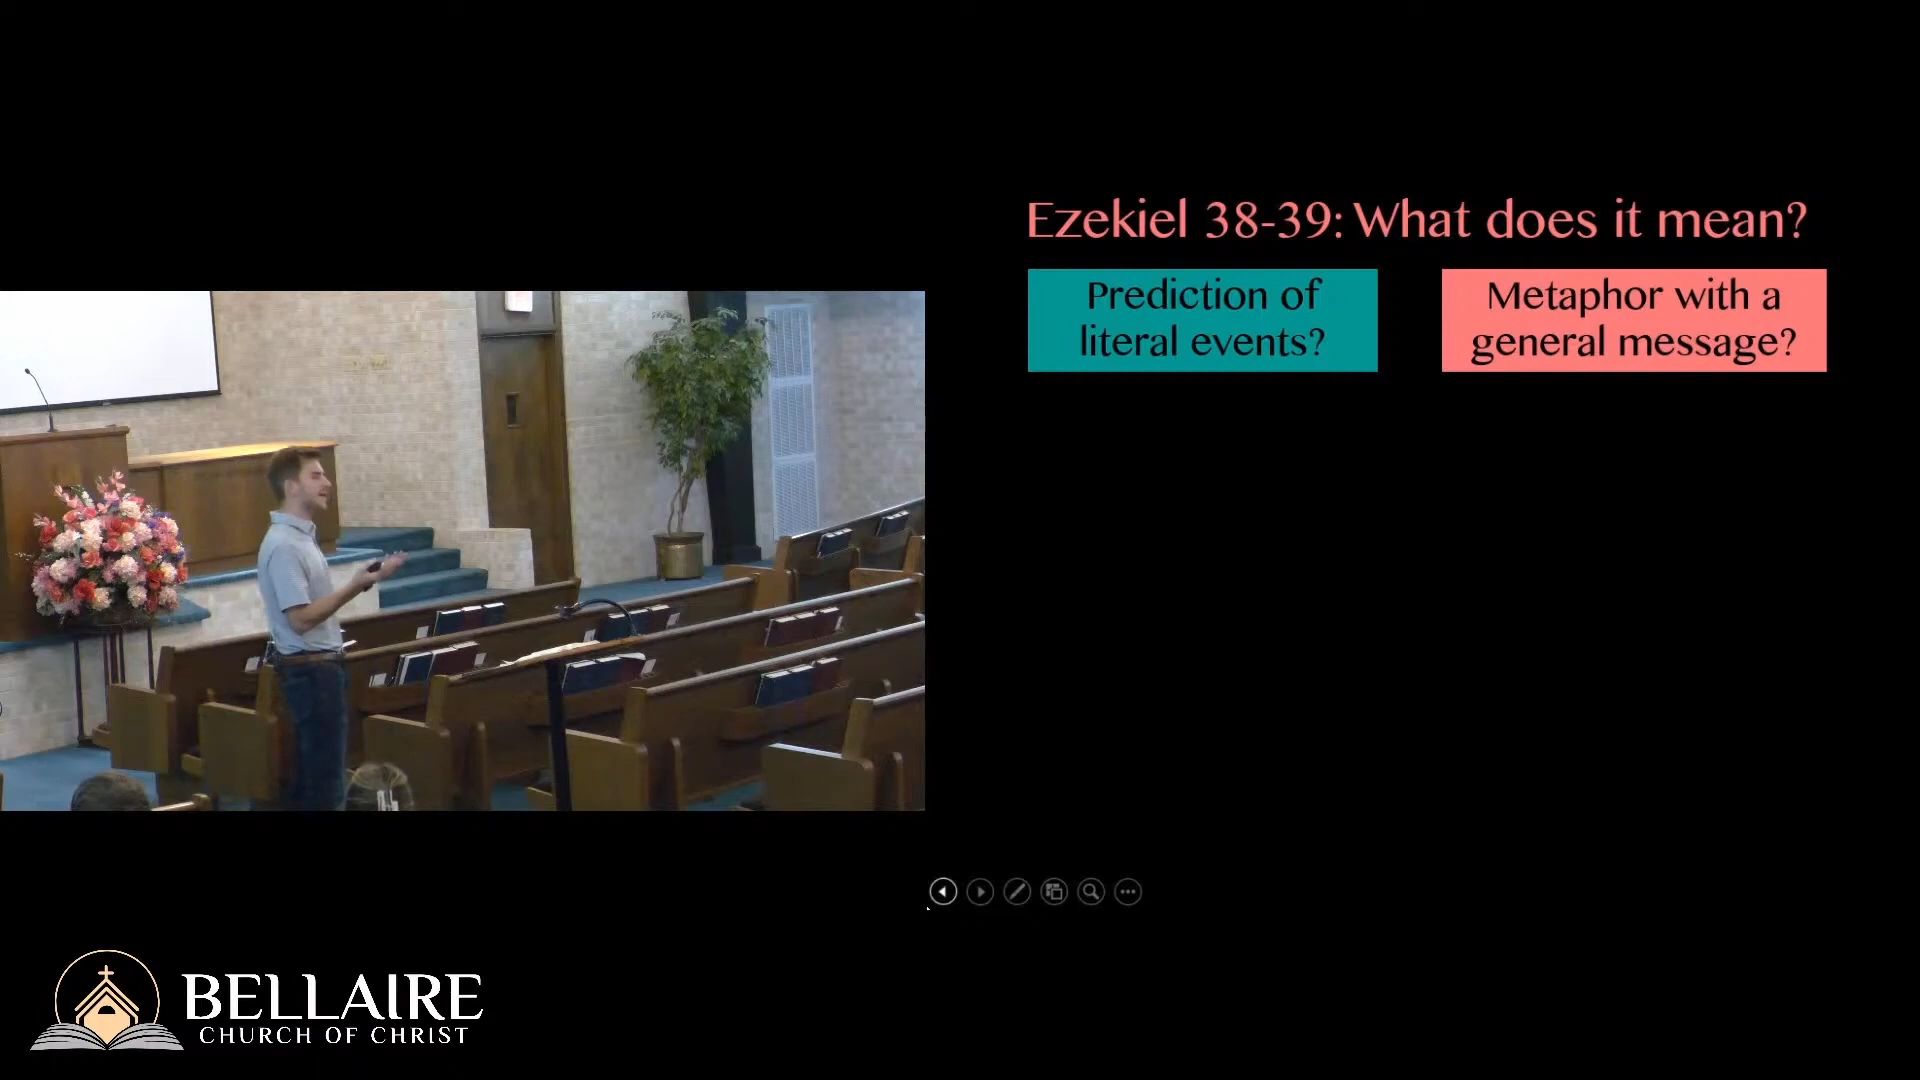 Ezekiel 38-39: What does it mean?
Prediction of
literal events?
Metaphor with a
general message?
BELLAIRE
CHURCH OF CHRIST